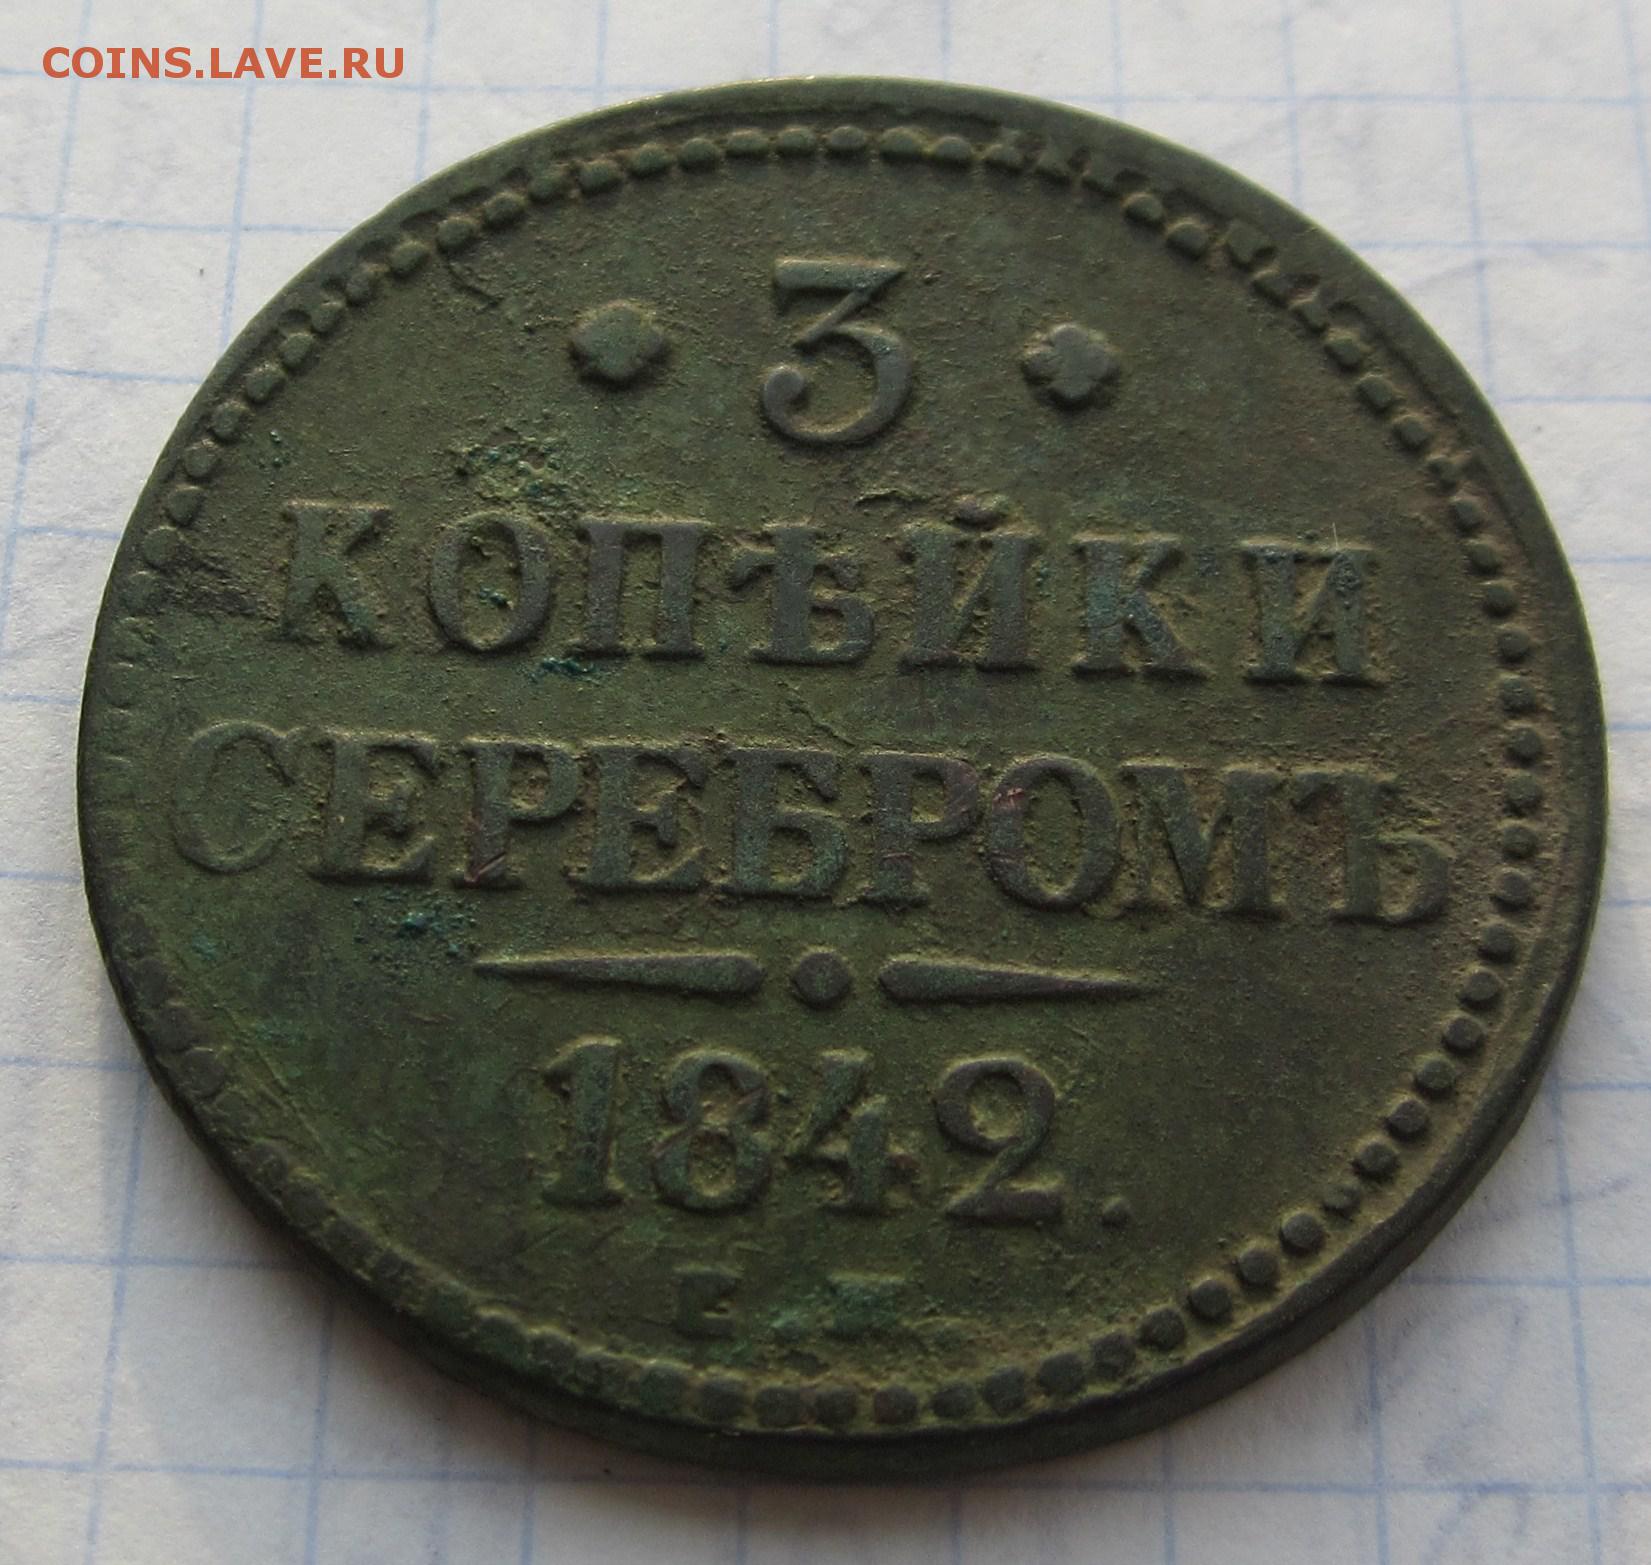 COINS.LAVE.RU
3
КОПѢЙКИ
СЕРЕБРОМЪ
1842.
Е М